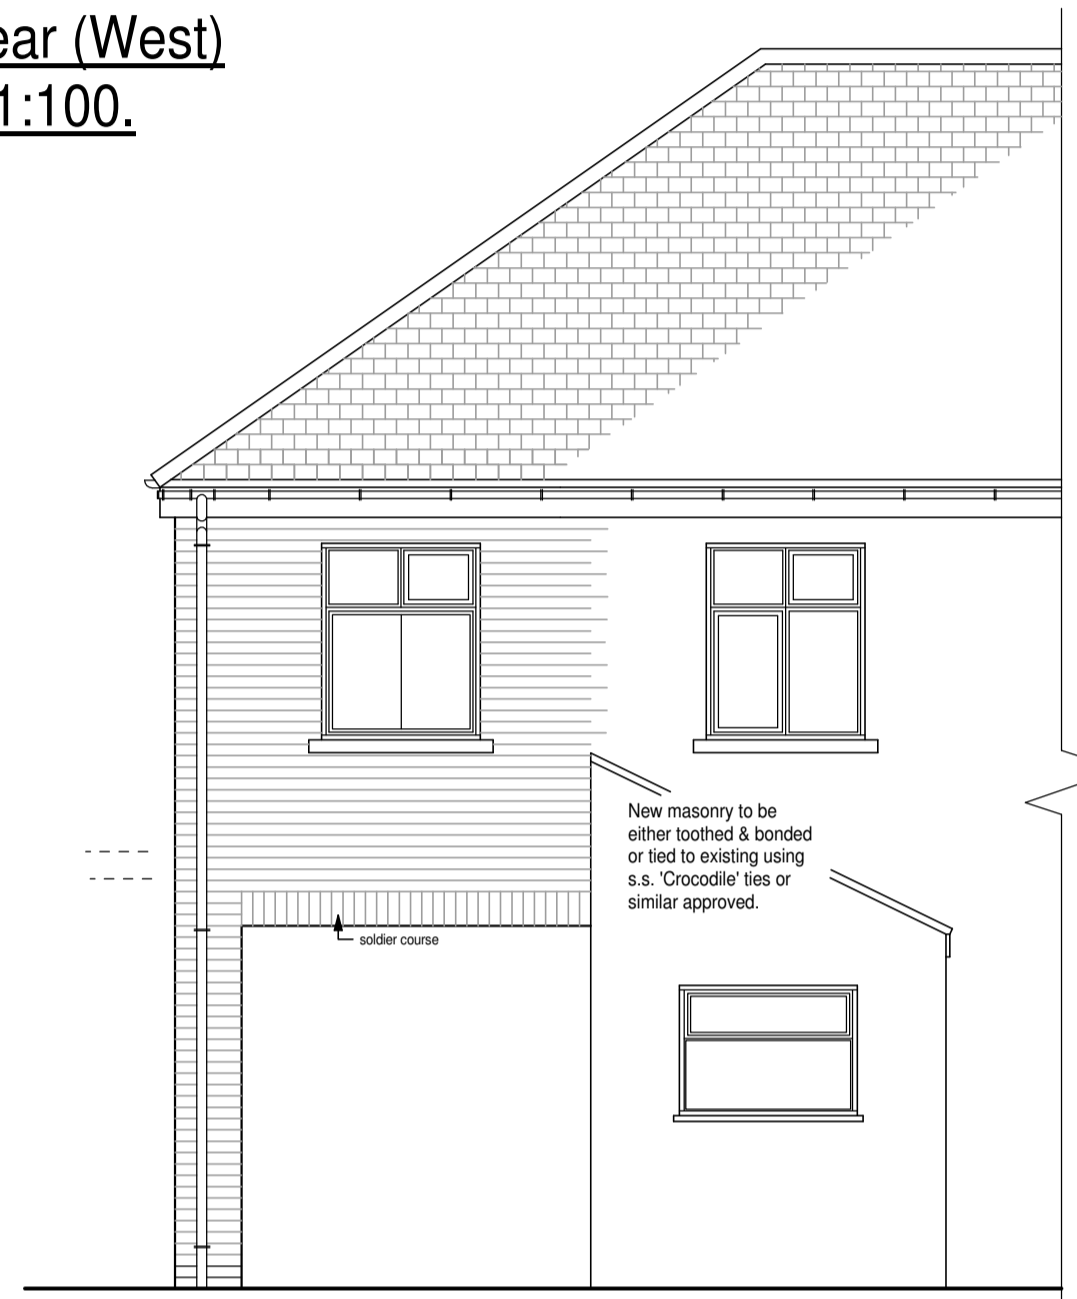 ear (West)
1:100.
New masonry to be
either toothed & bonded
or tied to existing using
s.s. 'Crocodile' ties or
similar approved.
soldier course